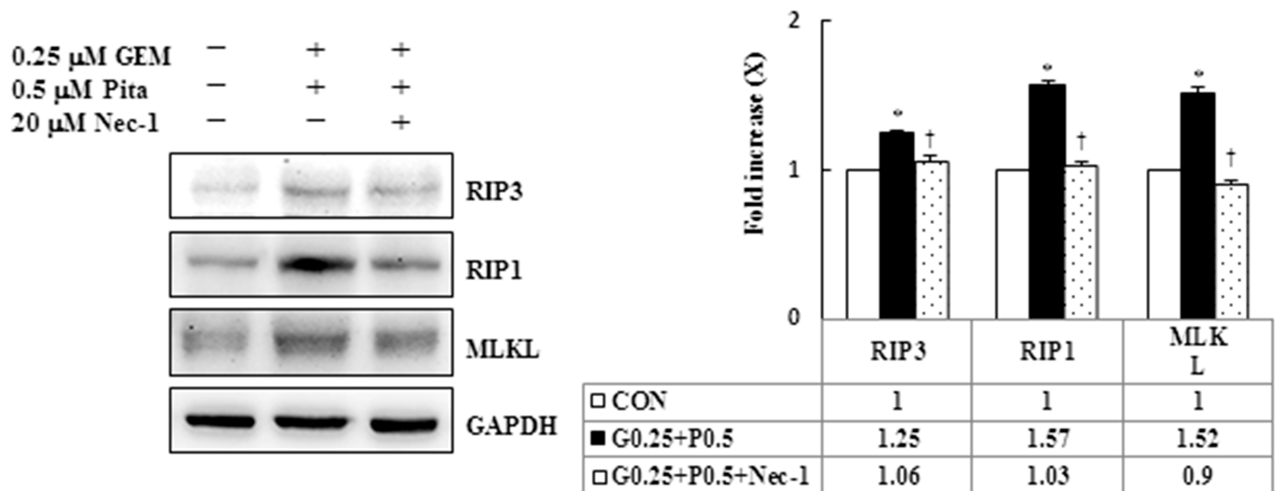 0.25 µM GEM − + +
0.5 µM Pita − + +
20 µM Nec-1 − − +
RIP3
RIP1
MLKL
GAPDH
Fold increase (X)
2
1
0
* †
* †
* †
RIP3 RIP1 MLK
L
CON 1 1 1
G0.25+P0.5 1.25 1.57 1.52
G0.25+P0.5+Nec-1 1.06 1.03 0.9